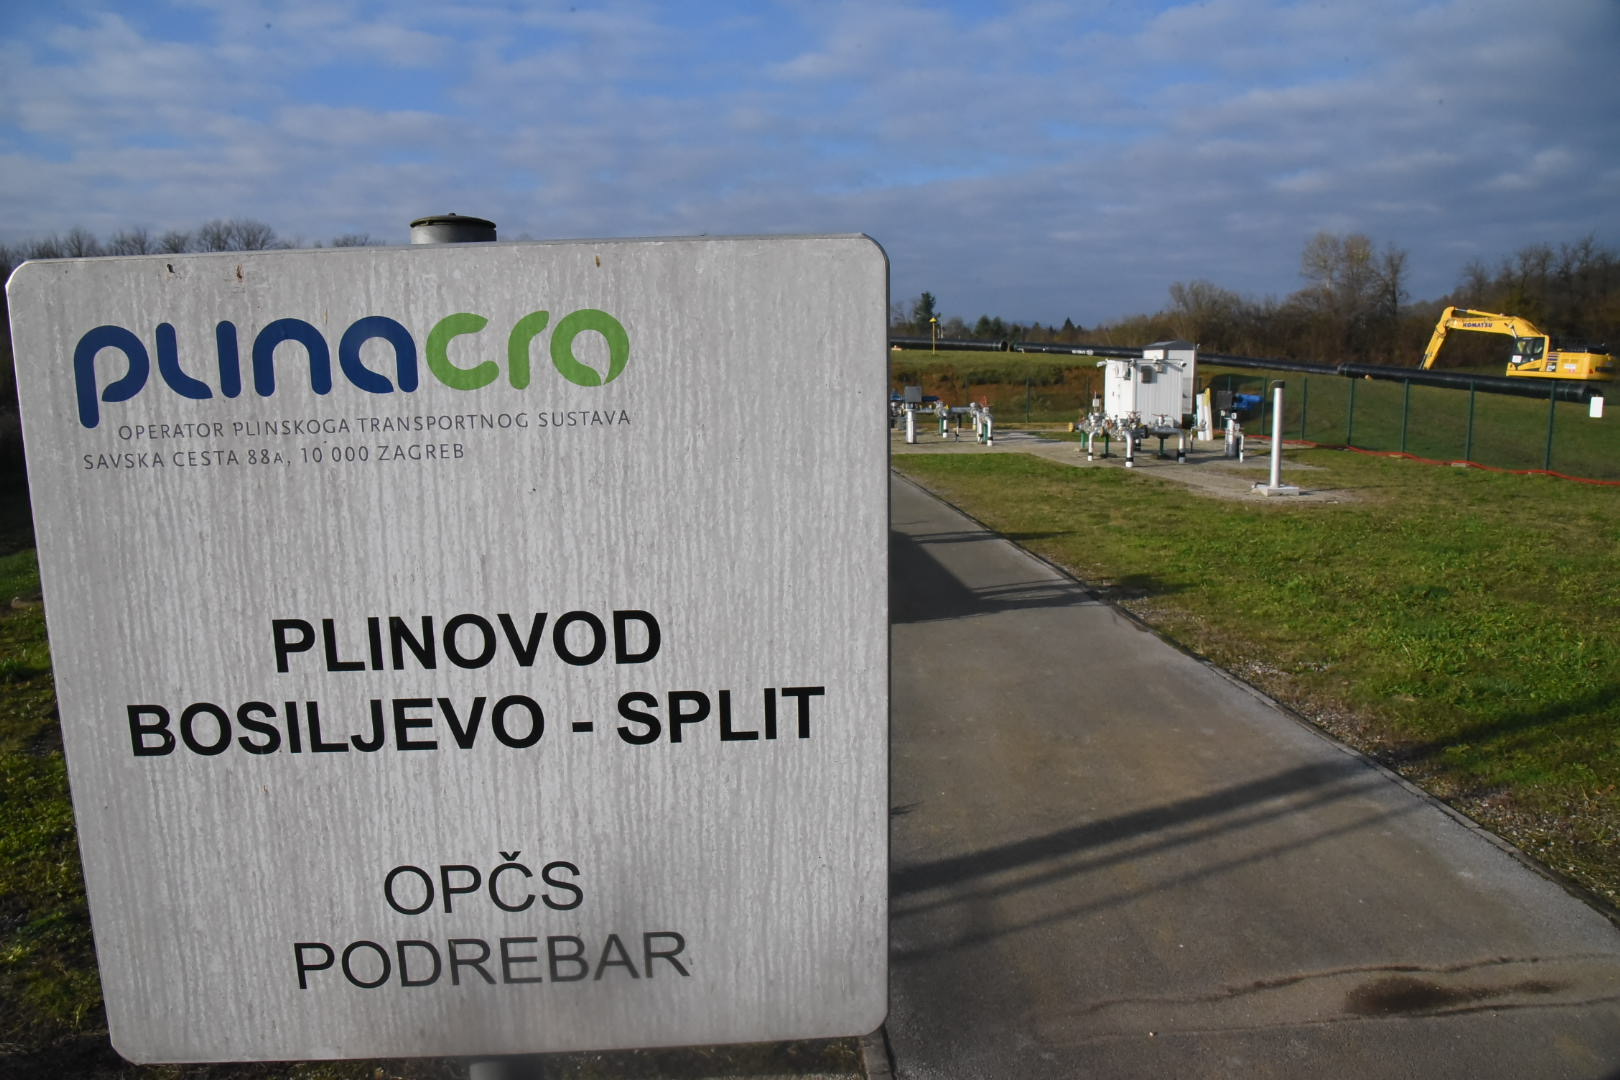 plinacro
OPERATOR PLINSKOGA TRANSPORTNOG SUSTAVA
SAVSKA CESTA 88A, 10 000 ZAGREB
PLINOVOD
BOSILJEVO - SPLIT
OPČS
PODREBAR
KOMATSU